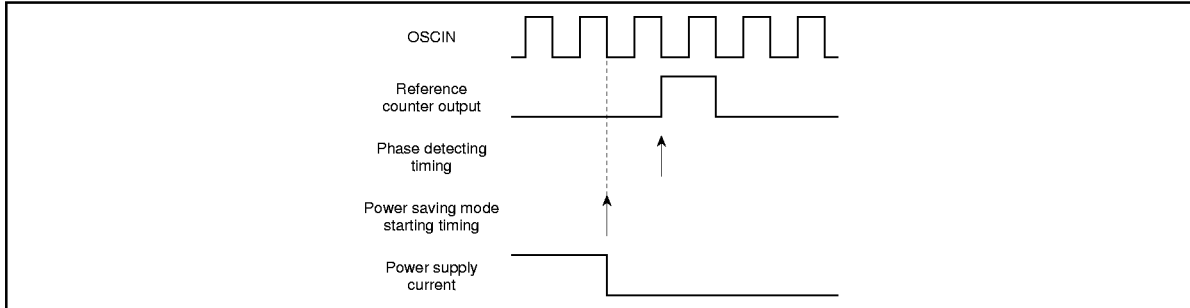 OSCIN
Reference
counter output
Phase detecting
timing
Power saving mode
starting timing
Power supply
current